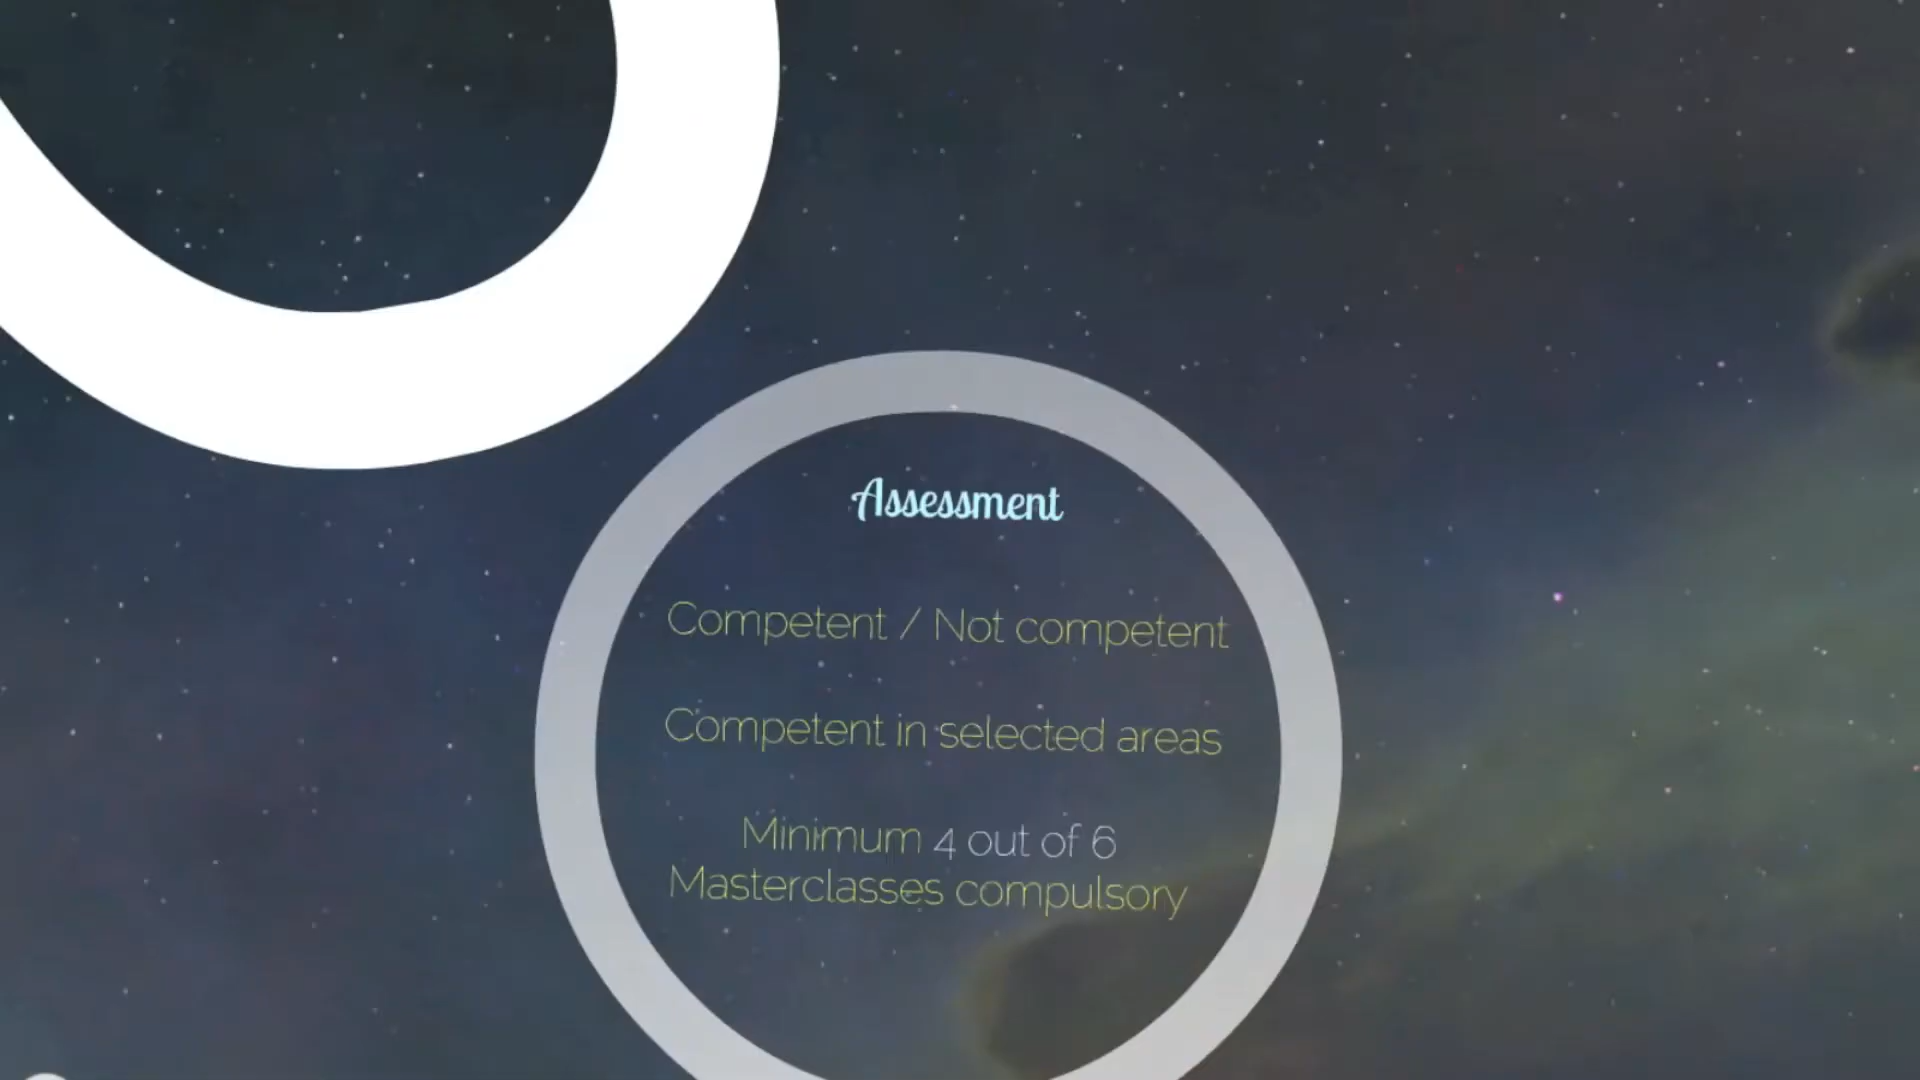 Assessment
Competent / Not competent
Competent in selected areas
Minimum 4 out of 6
Masterclasses compulsory